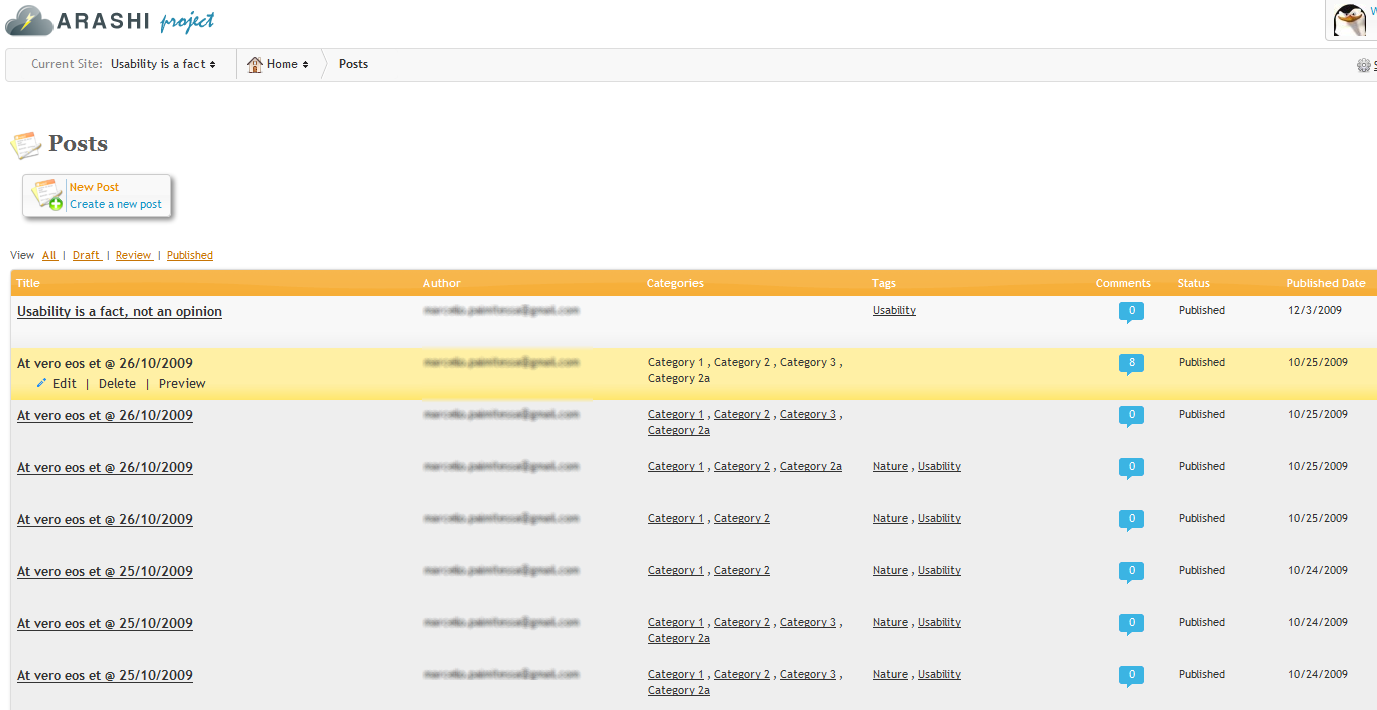 ARASHI project
Current Site: Usability is a fact Home Posts
Posts
New Post
Create a new post
View All | Draft | Review | Published
Title Author Categories Tags Comments Status Published Date
Usability is a fact, not an opinion Usability 0 Published 12/3/2009
At vero eos et @ 26/10/2009 Category 1 , Category 2 , Category 3 , 8 Published 10/25/2009
Edit | Delete | Preview Category 2a
At vero eos et @ 26/10/2009 Category 1 , Category 2 , Category 3 , 0 Published 10/25/2009
Category 2a
At vero eos et @ 26/10/2009 Category 1 , Category 2 , Category 2a Nature , Usability 0 Published 10/25/2009
At vero eos et @ 26/10/2009 Category 1 , Category 2 Nature , Usability 0 Published 10/25/2009
At vero eos et @ 25/10/2009 Category 1 , Category 2 Nature , Usability 0 Published 10/24/2009
At vero eos et @ 25/10/2009 Category 1 , Category 2 , Category 3 , Nature , Usability 0 Published 10/24/2009
Category 2a
At vero eos et @ 25/10/2009 Category 1 , Category 2 , Category 3 , Nature , Usability 0 Published 10/24/2009
Category 2a